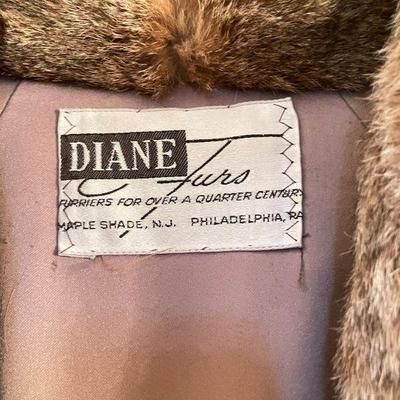 DIANE
Furs
FURRIERS FOR OVER A QUARTER CENTURY
MAPLE SHADE, N.J. PHILADELPHIA, PA